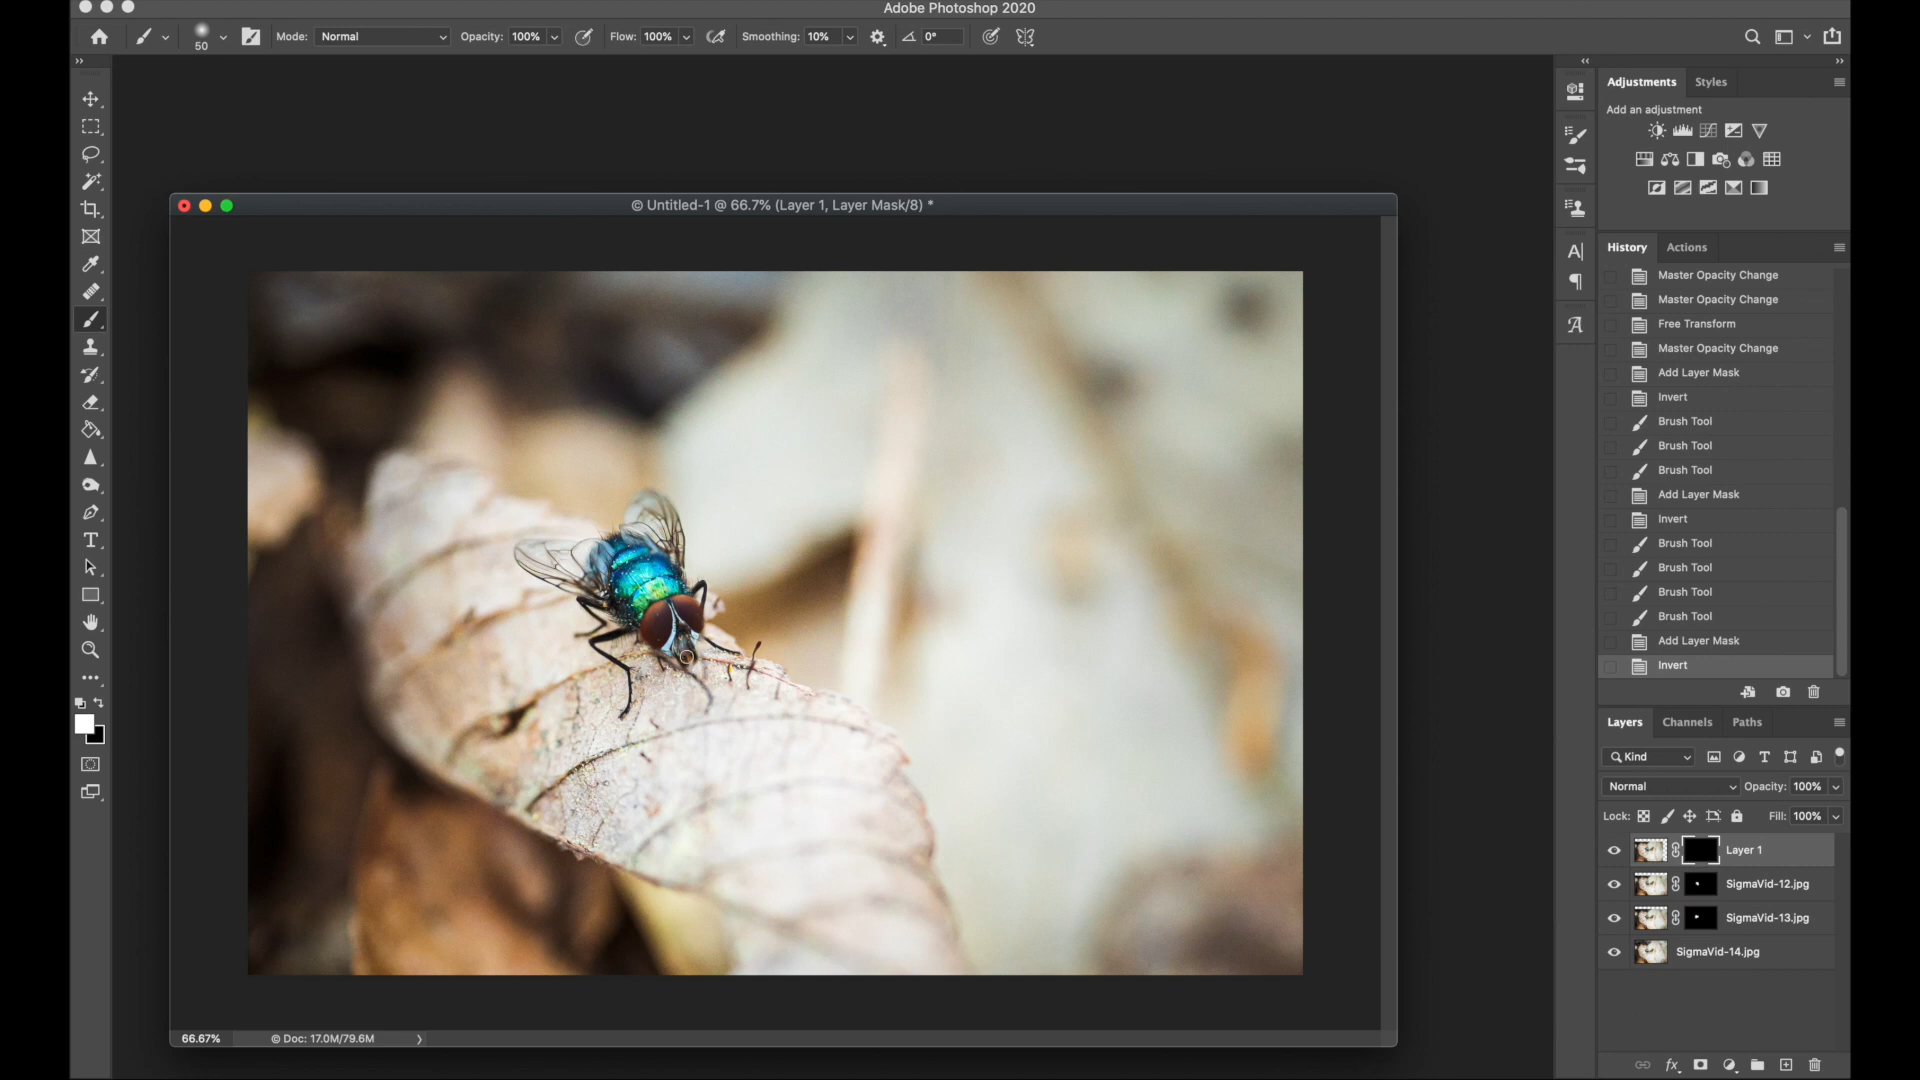 Adobe Photoshop 2020
50
Mode: Normal
Opacity: 100%
Flow: 100%
Smoothing: 10%
0°
© Untitled-1 @ 66.7% (Layer 1, Layer Mask/8) *
66.67%
© Doc: 17.0M/79.6M
Adjustments
Styles
Add an adjustment
History
Actions
Master Opacity Change
Master Opacity Change
Free Transform
Master Opacity Change
Add Layer Mask
Invert
Brush Tool
Brush Tool
Brush Tool
Add Layer Mask
Invert
Brush Tool
Brush Tool
Brush Tool
Brush Tool
Add Layer Mask
Invert
Layers
Channels
Paths
Kind
Normal
Opacity: 100%
Lock:
Fill: 100%
Layer 1
SigmaVid-12.jpg
SigmaVid-13.jpg
SigmaVid-14.jpg
fx